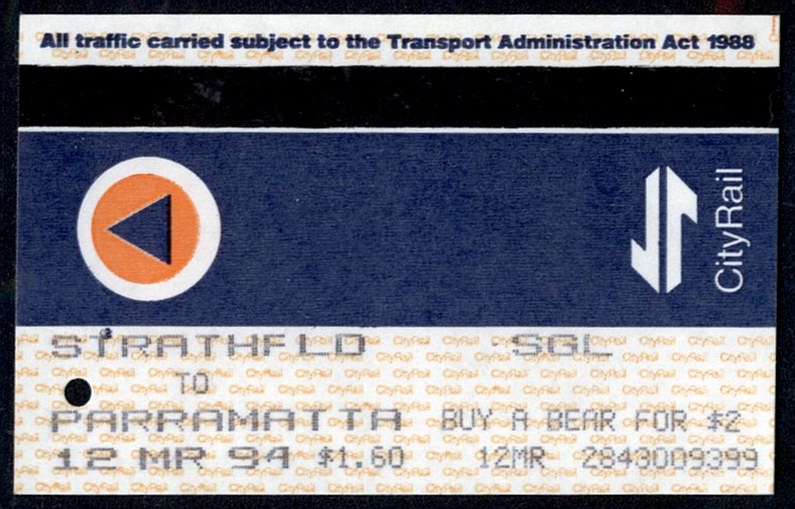 All traffic carried subject to the Transport Administration Act 1988
CityRail
STRATHFLD SGL
TO
PARRAMATTA BUY A BEAR FOR $2
12 MR 94 $1.60 12MR 2843009399